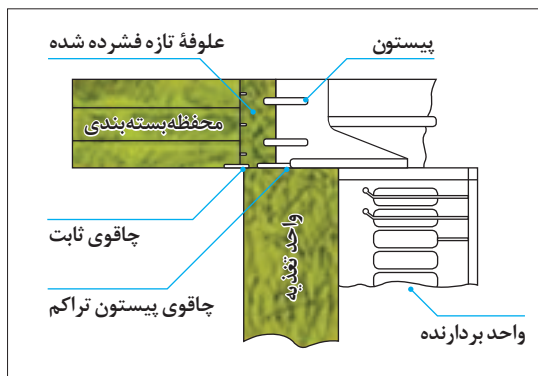 پیستون
علوفهٔ تازه فشرده شده
محفظه‌بسته‌بندی
چاقوی ثابت
واحد تغذیه
چاقوی پیستون تراکم
واحد بردارنده